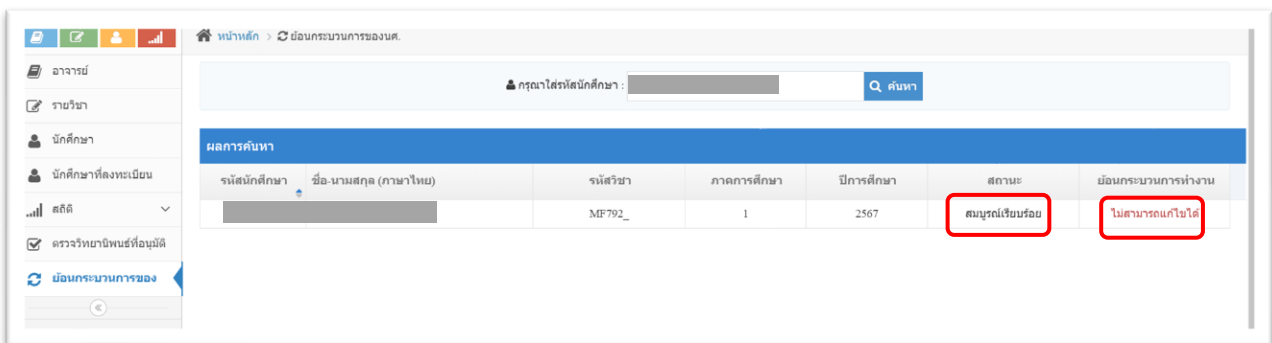 หน้าหลัก > ย้อนกระบวนการของนศ.
อาจารย์
รายวิชา
นักศึกษา
นักศึกษาที่ลงทะเบียน
สถิติ
ตรวจวิทยานิพนธ์ที่อนุมัติ
ย้อนกระบวนการของ
กรุณาใส่รหัสนักศึกษา :
ค้นหา
ผลการค้นหา
รหัสนักศึกษา ชื่อ-นามสกุล (ภาษาไทย) รหัสวิชา ภาคการศึกษา ปีการศึกษา สถานะ ย้อนกระบวนการทำงาน
MF792_ 1 2567 สมบูรณ์เรียบร้อย ไม่สามารถแก้ไขได้